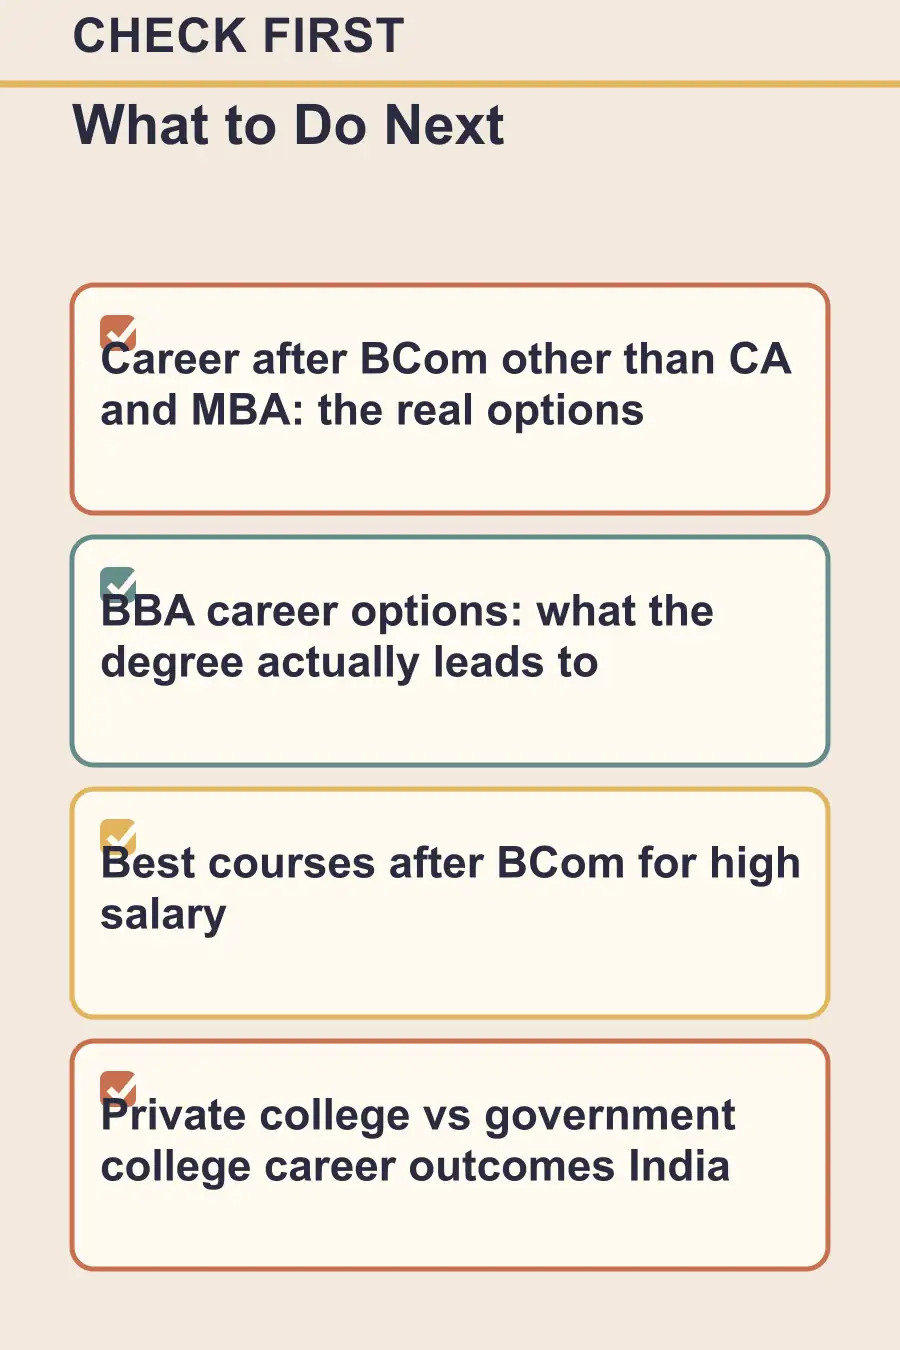 CHECK FIRST
What to Do Next
Career after BCom other than CA
and MBA: the real options
BBA career options: what the
degree actually leads to
Best courses after BCom for high
salary
Private college vs government
college career outcomes India